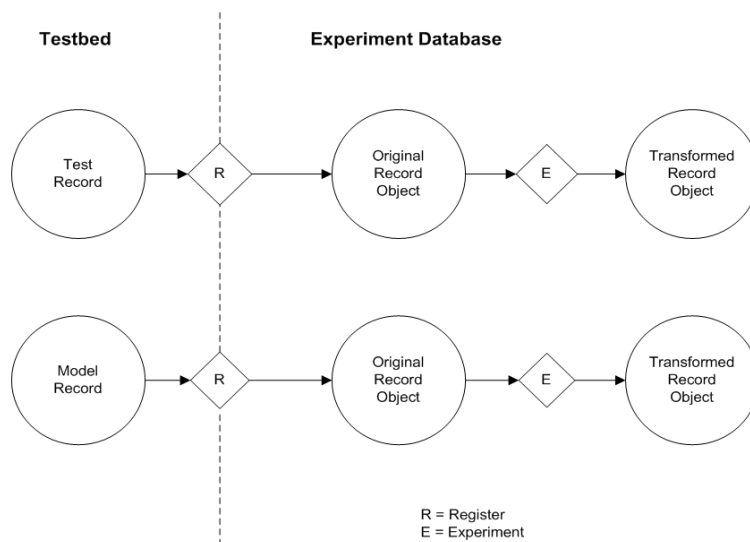 Testbed
Experiment Database
Test
Record
R
Original
Record
Object
E
Transformed
Record
Object
Model
Record
R
Original
Record
Object
E
Transformed
Record
Object
R = Register
E = Experiment